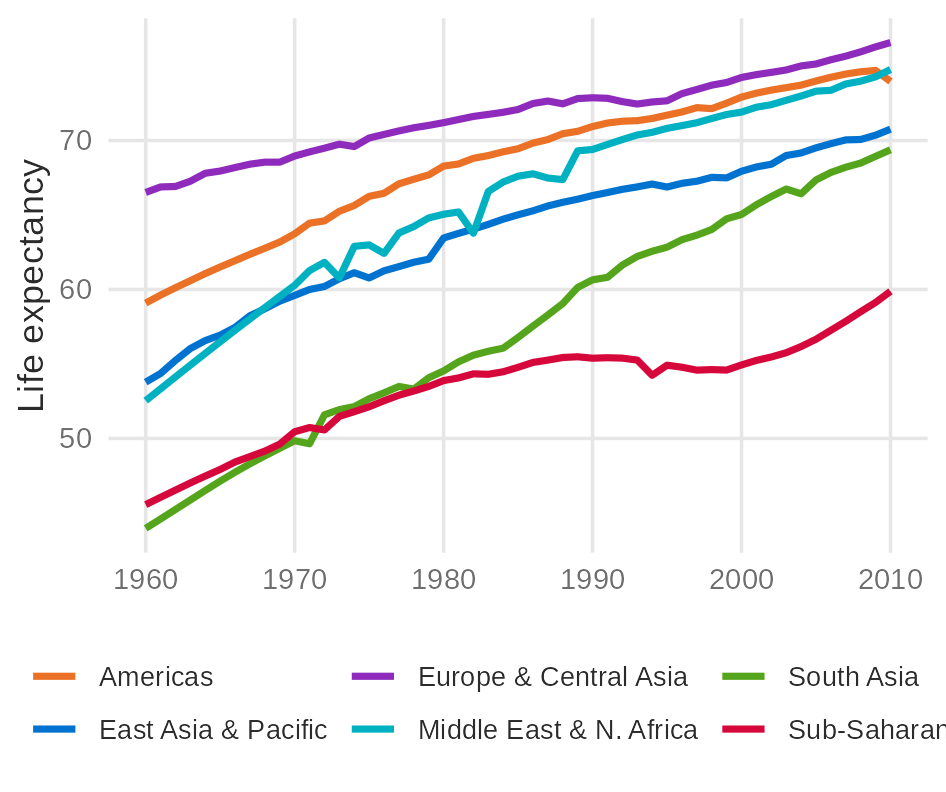 Life expectancy
70
60
50
1960 1970 1980 1990 2000 2010
Americas Europe & Central Asia South Asia
East Asia & Pacific Middle East & N. Africa Sub-Saharan